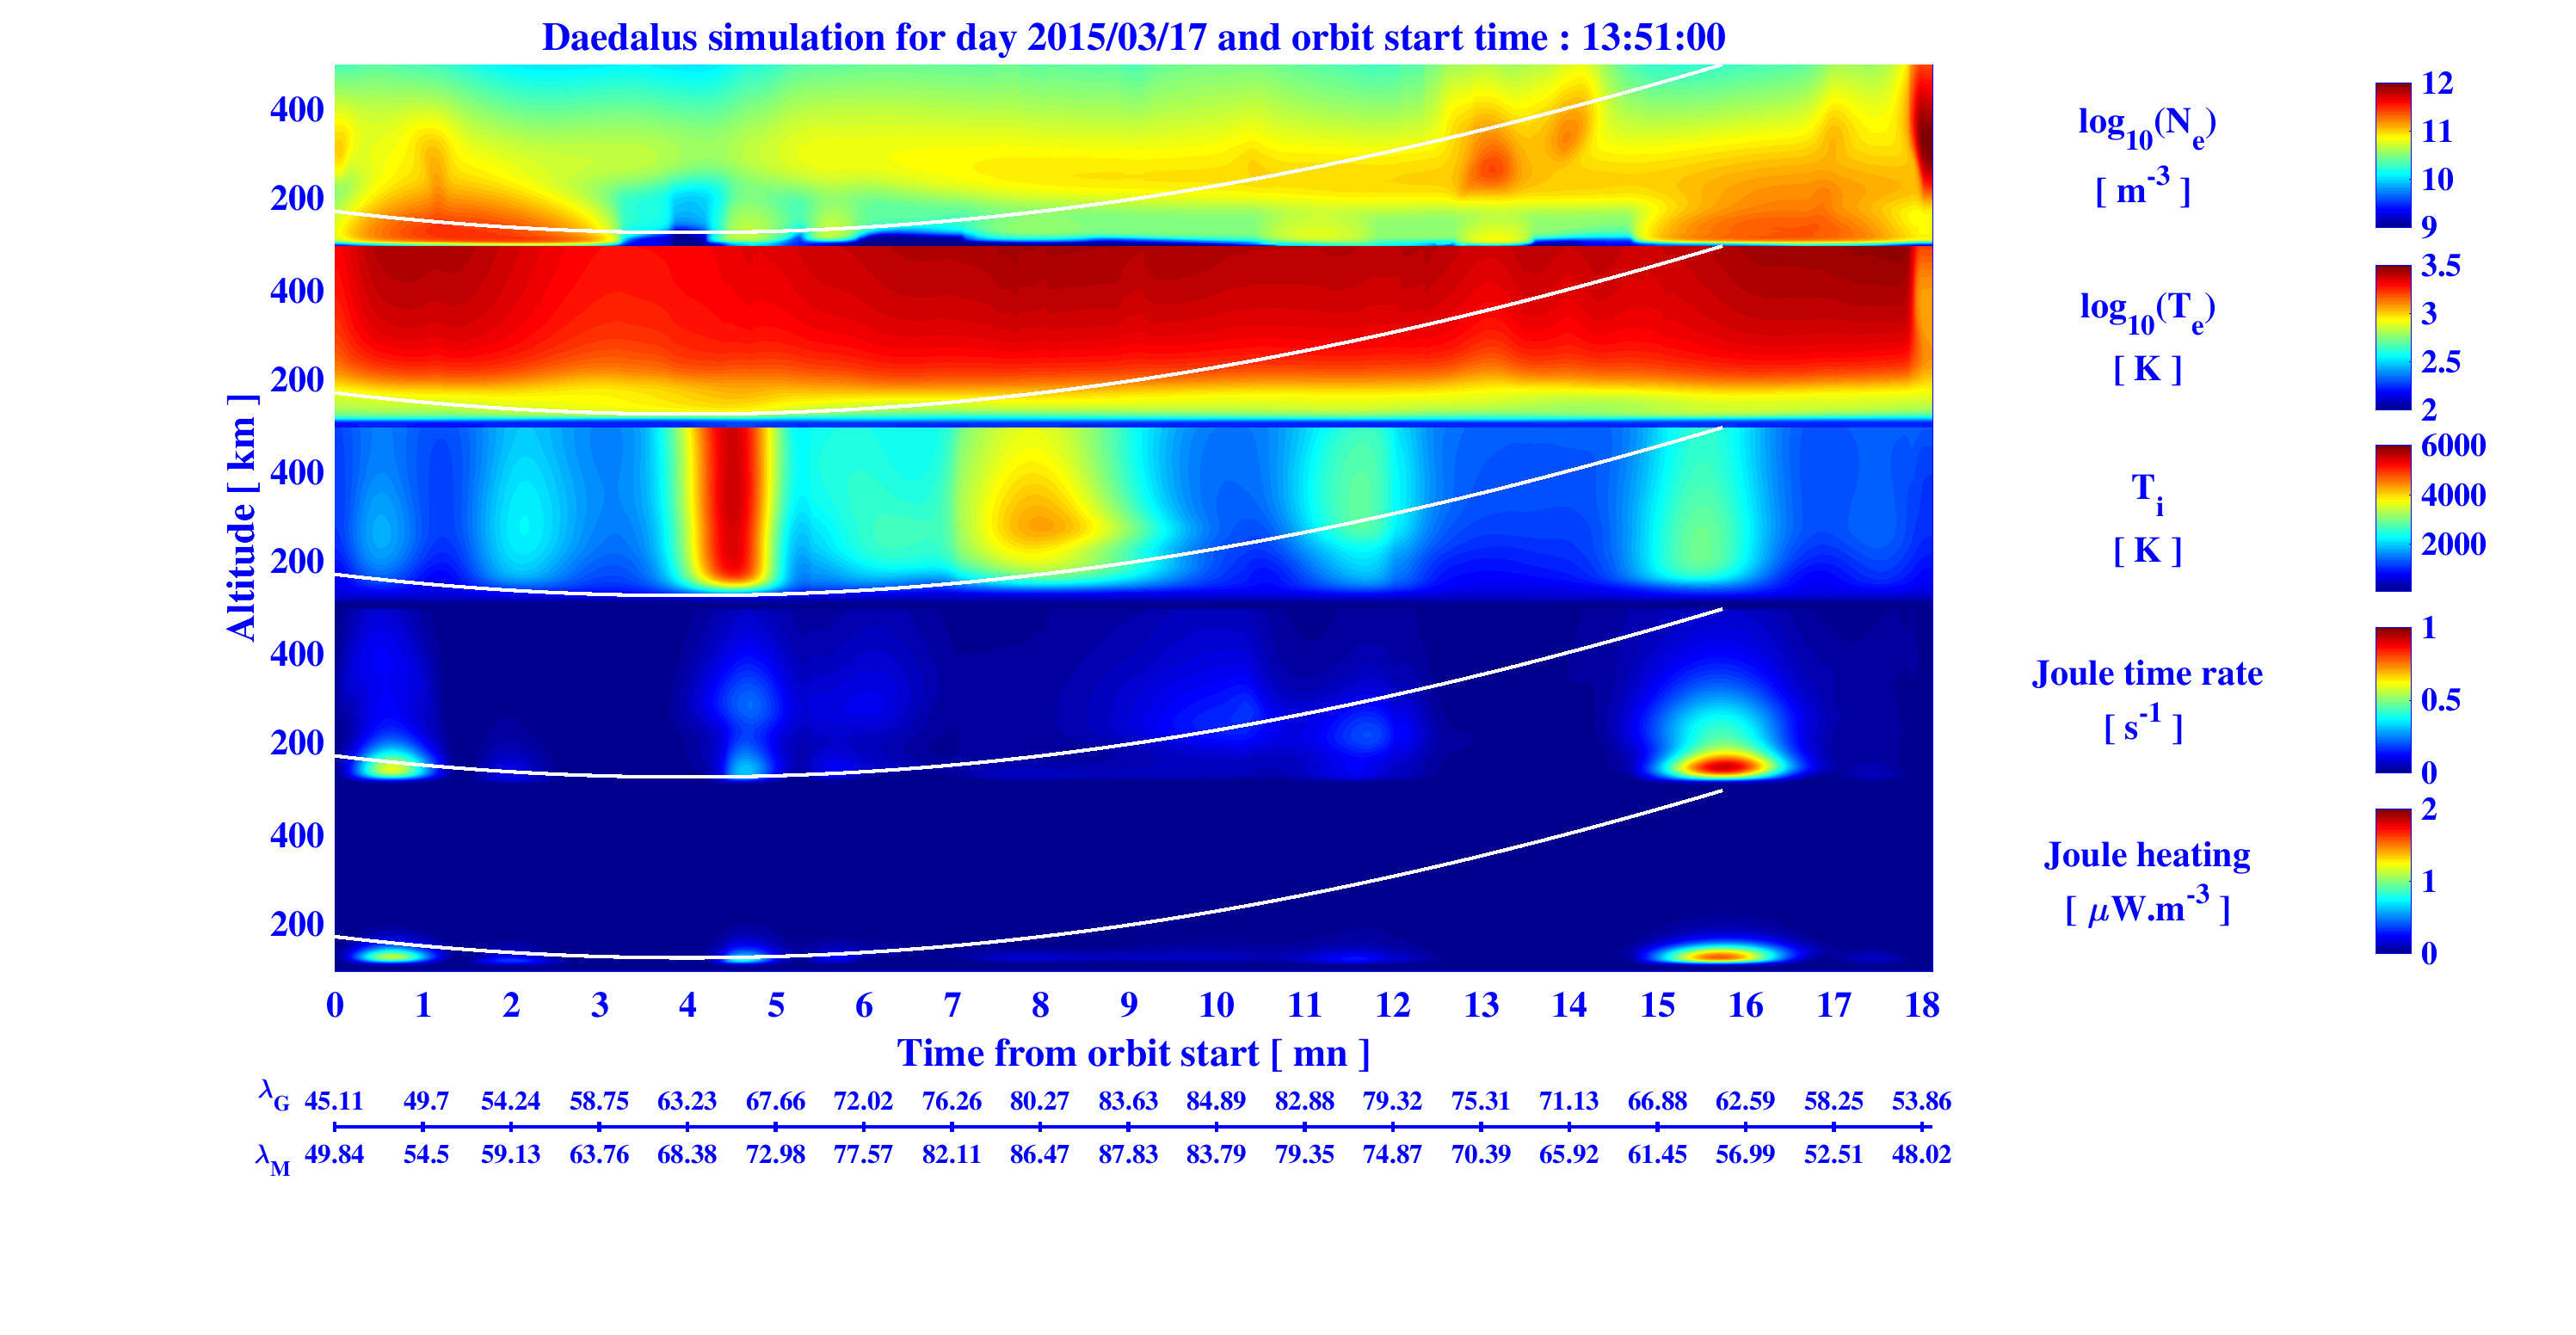 Daedalus simulation for day 2015/03/17 and orbit start time : 13:51:00
Altitude [ km ]
400
200
log10(Ne)
[ m-3 ]
12
11
10
9
400
200
log10(Te)
[ K ]
3.5
3
2.5
2
400
200
Ti
[ K ]
6000
4000
2000
400
200
Joule time rate
[ s-1 ]
1
0.5
0
400
200
Joule heating
[ μW.m-3 ]
2
1
0
0 1 2 3 4 5 6 7 8 9 10 11 12 13 14 15 16 17 18
Time from orbit start [ mn ]
λG 45.11 49.7 54.24 58.75 63.23 67.66 72.02 76.26 80.27 83.63 84.89 82.88 79.32 75.31 71.13 66.88 62.59 58.25 53.86
λM 49.84 54.5 59.13 63.76 68.38 72.98 77.57 82.11 86.47 87.83 83.79 79.35 74.87 70.39 65.92 61.45 56.99 52.51 48.02